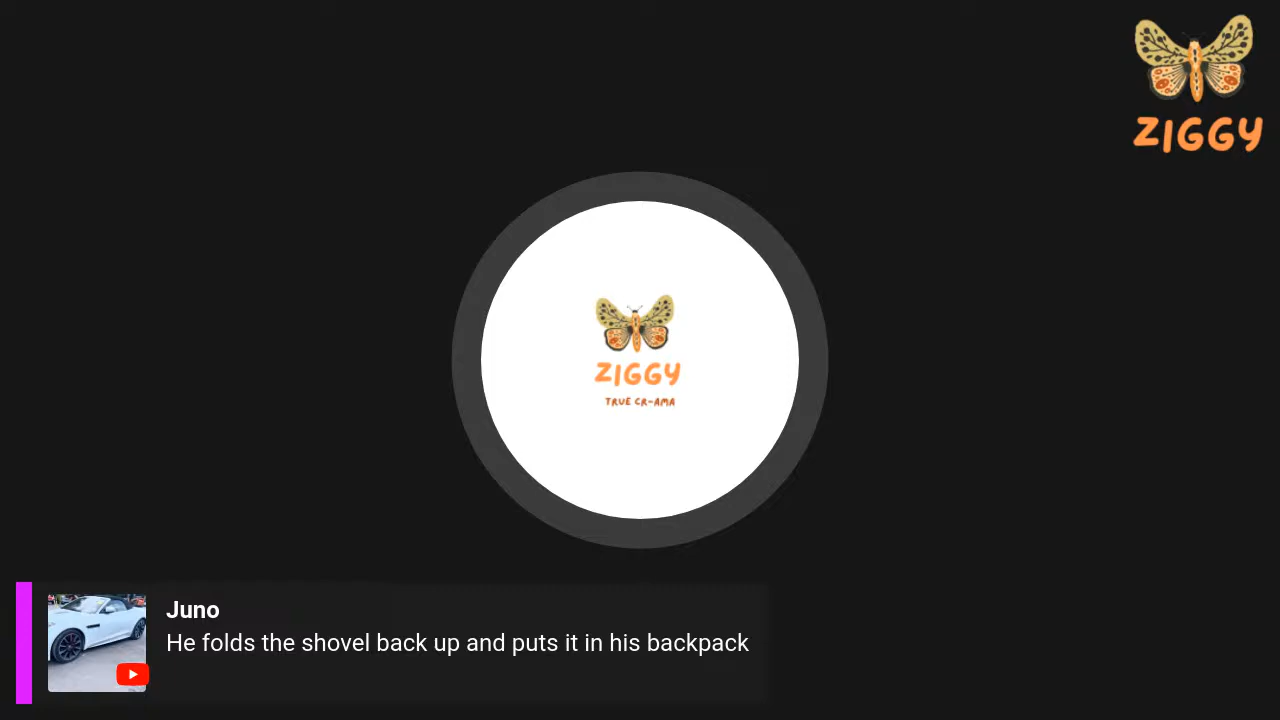 ZIGGY
ZIGGY
TRUE CR-AMA
Juno
He folds the shovel back up and puts it in his backpack